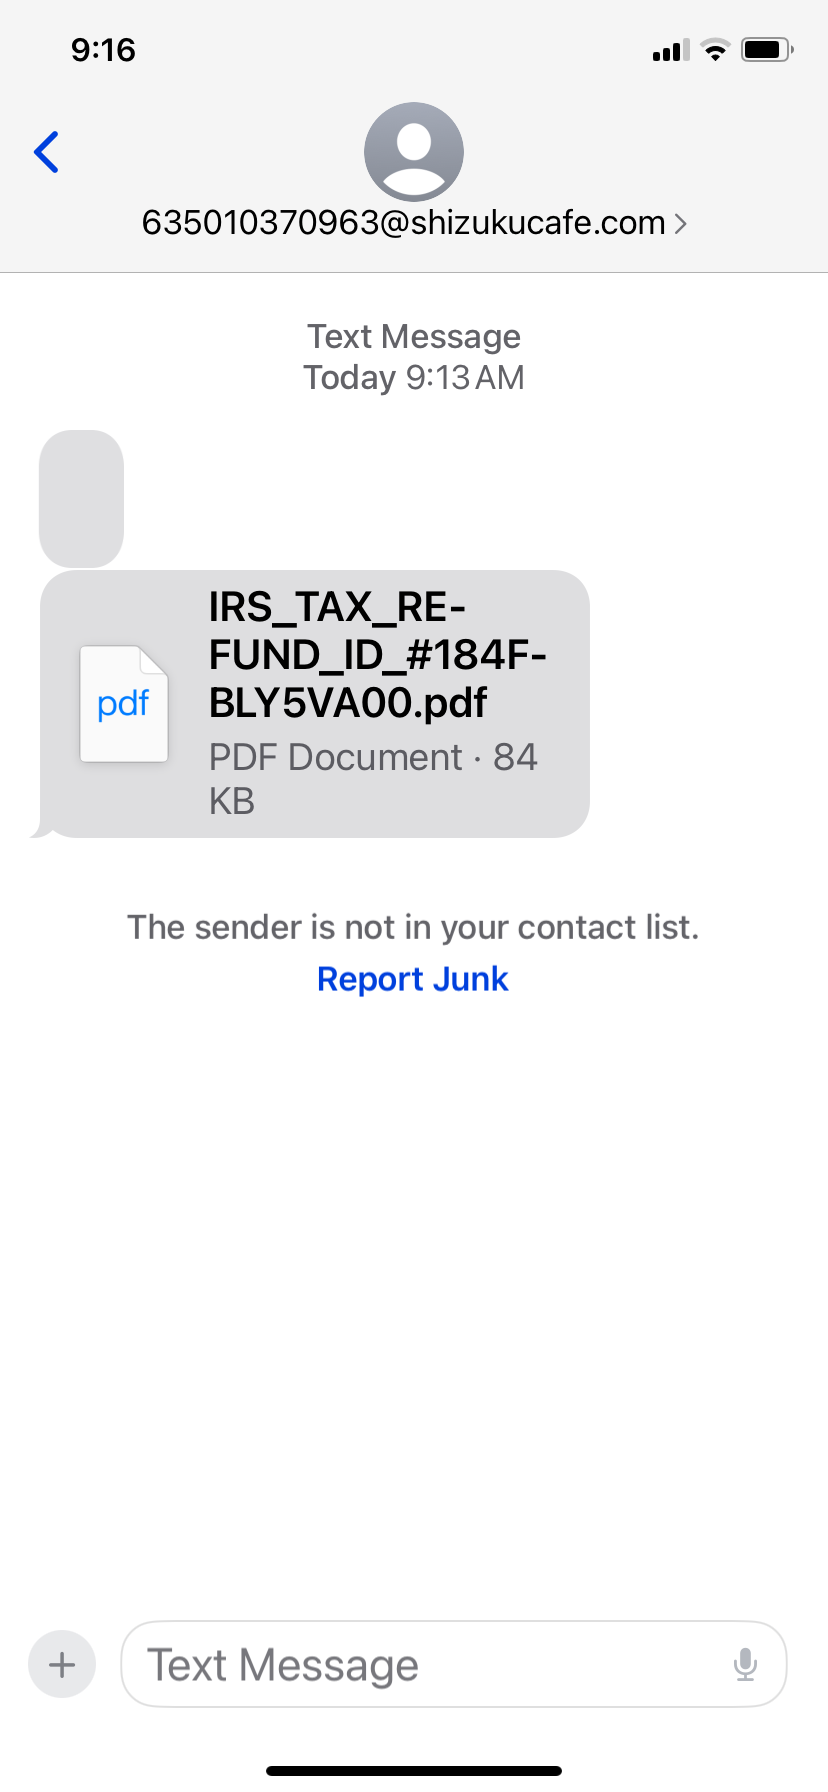 9:16
635010370963@shizukucafe.com
Text Message
Today 9:13 AM
pdf
IRS_TAX_RE-
FUND_ID_#184F-
BLY5VA00.pdf
PDF Document · 84
KB
The sender is not in your contact list.
Report Junk
Text Message